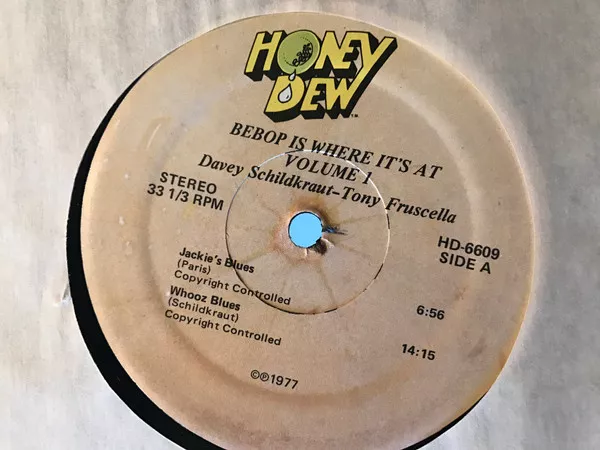 HONEY
DEW™
BEBOP IS WHERE IT'S AT
VOLUME 1
Davey Schildkraut-Tony Fruscella
STEREO
33 1/3 RPM
HD-6609
SIDE A
Jackie's Blues
(Paris)
Copyright Controlled
6:56
Whooz Blues
(Schildkraut)
Copyright Controlled
14:15
©℗1977